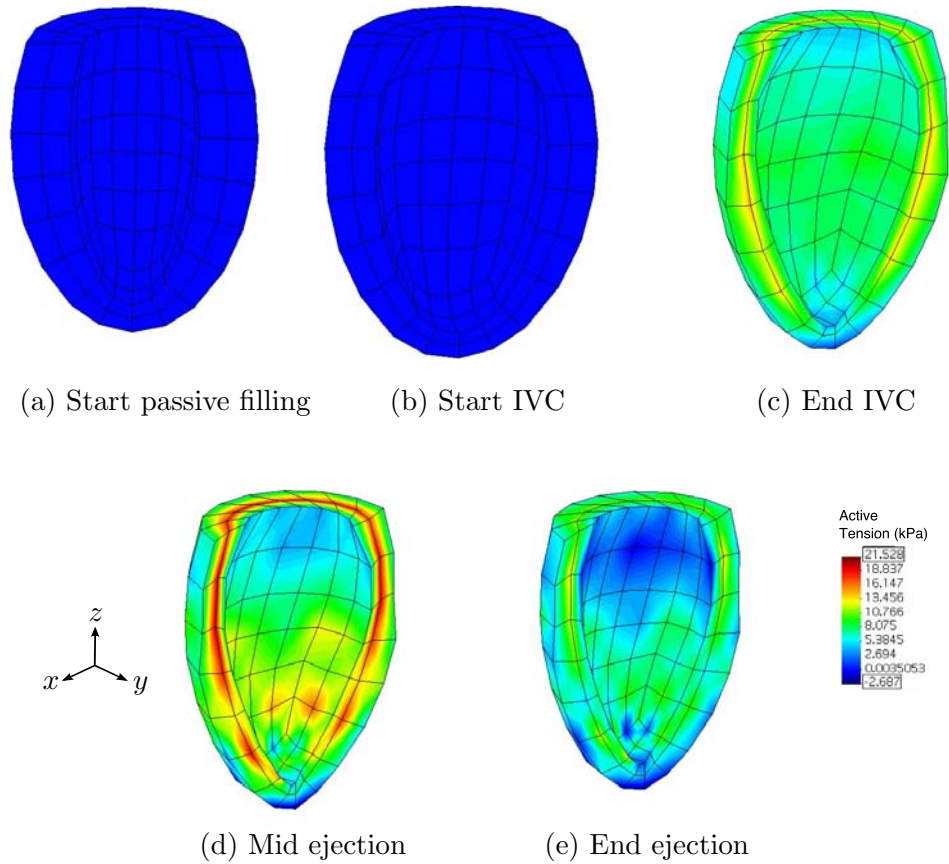 (a) Start passive filling
(b) Start IVC
(c) End IVC
Active
Tension (kPa)
21.528
18.837
16.147
13.456
10.766
8.075
5.3845
2.694
0.0035053
-2.687
z
x
y
(d) Mid ejection
(e) End ejection